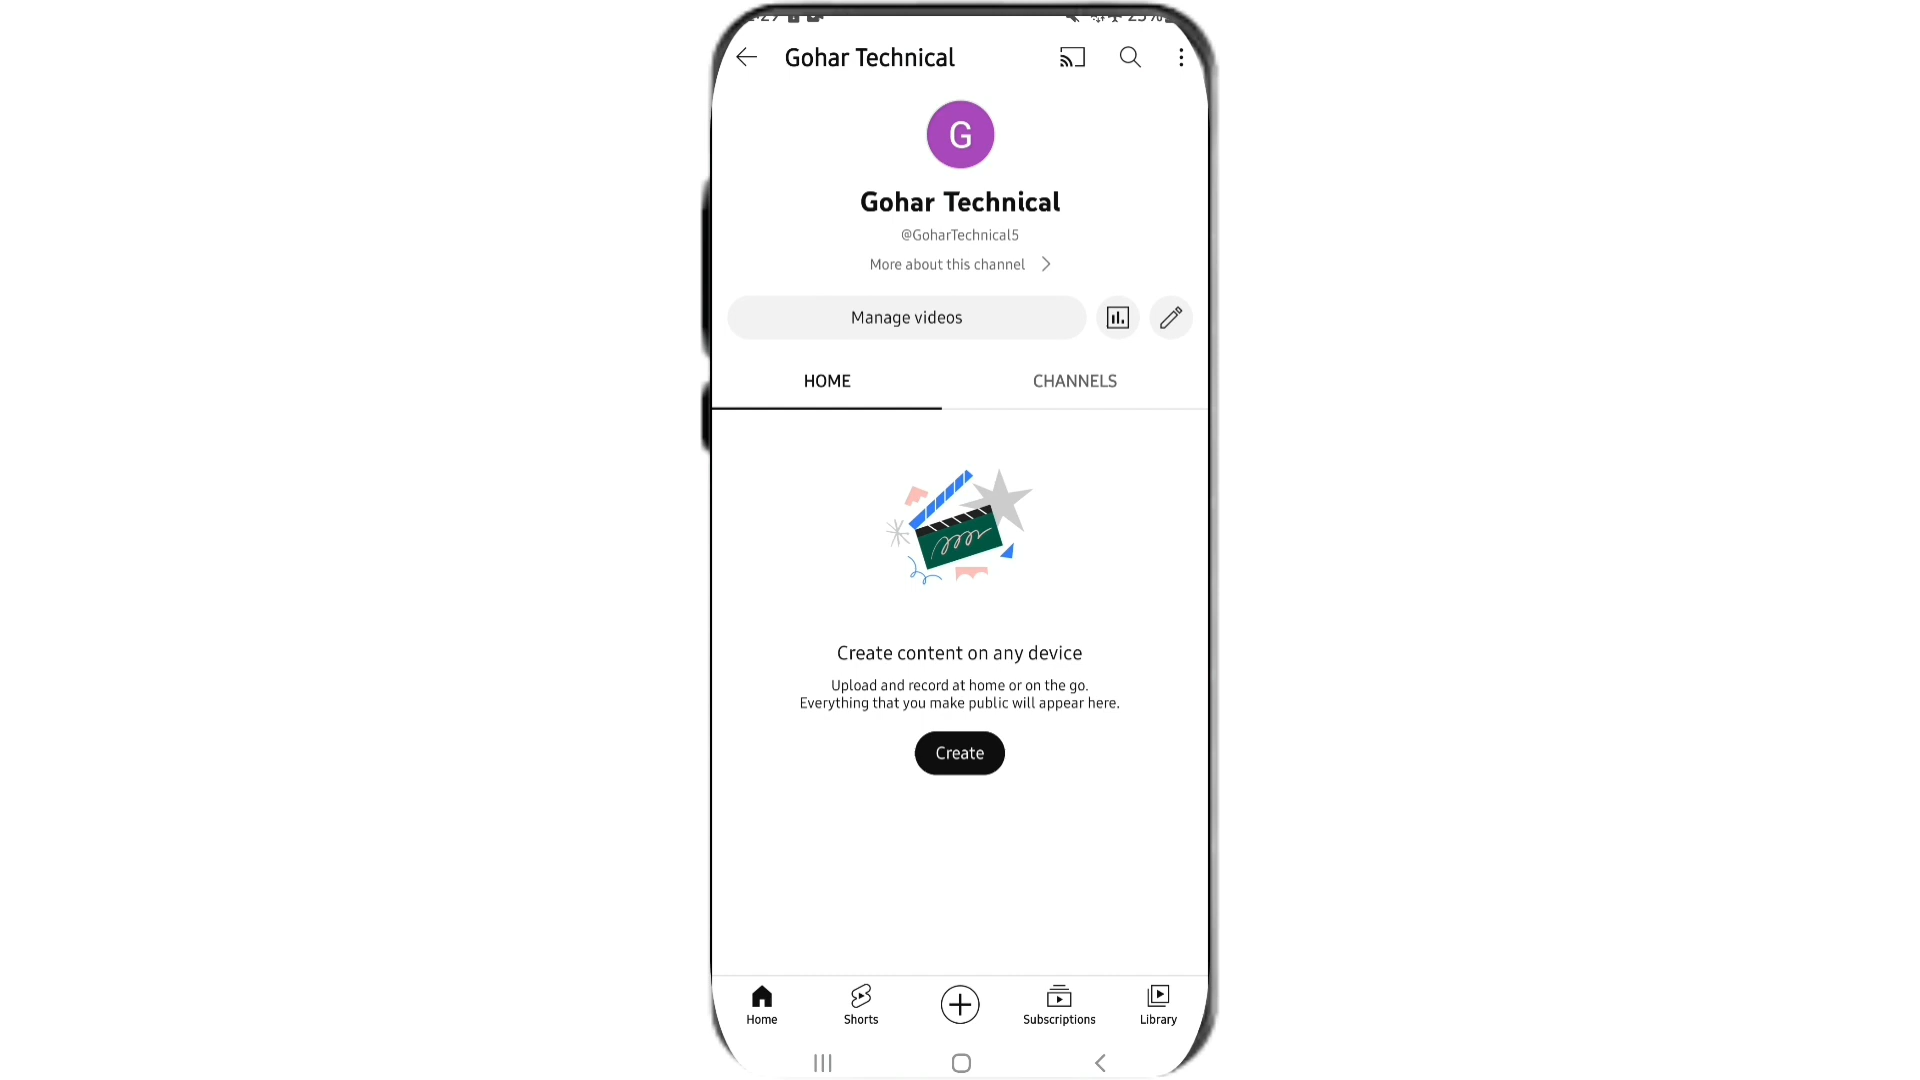 Gohar Technical
G
Gohar Technical
@GoharTechnical5
More about this channel
Manage videos
HOME
CHANNELS
Create content on any device
Upload and record at home or on the go.
Everything that you make public will appear here.
Create
Home
Shorts
Subscriptions
Library